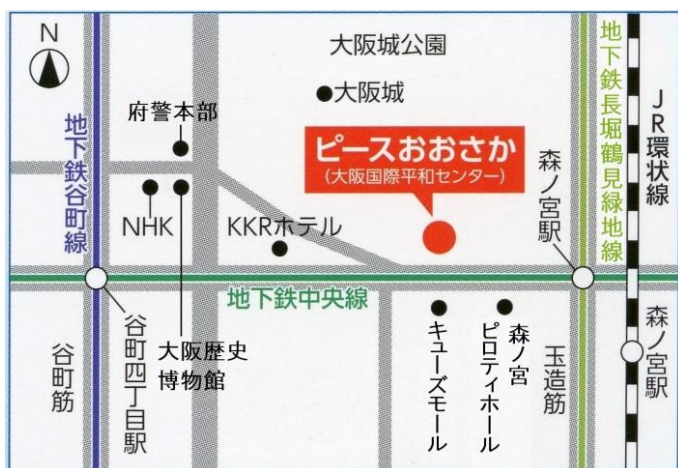 N
大阪城公園
大阪城
府警本部
ピースおおさか
(大阪国際平和センター)
地下鉄谷町線
地下鉄長堀鶴見緑地線
JR環状線
森ノ宮駅
NHK
KKRホテル
地下鉄中央線
谷町筋
谷町四丁目駅
大阪歴史
博物館
キューズモール
森ノ宮
ピロティホール
玉造筋
森ノ宮駅